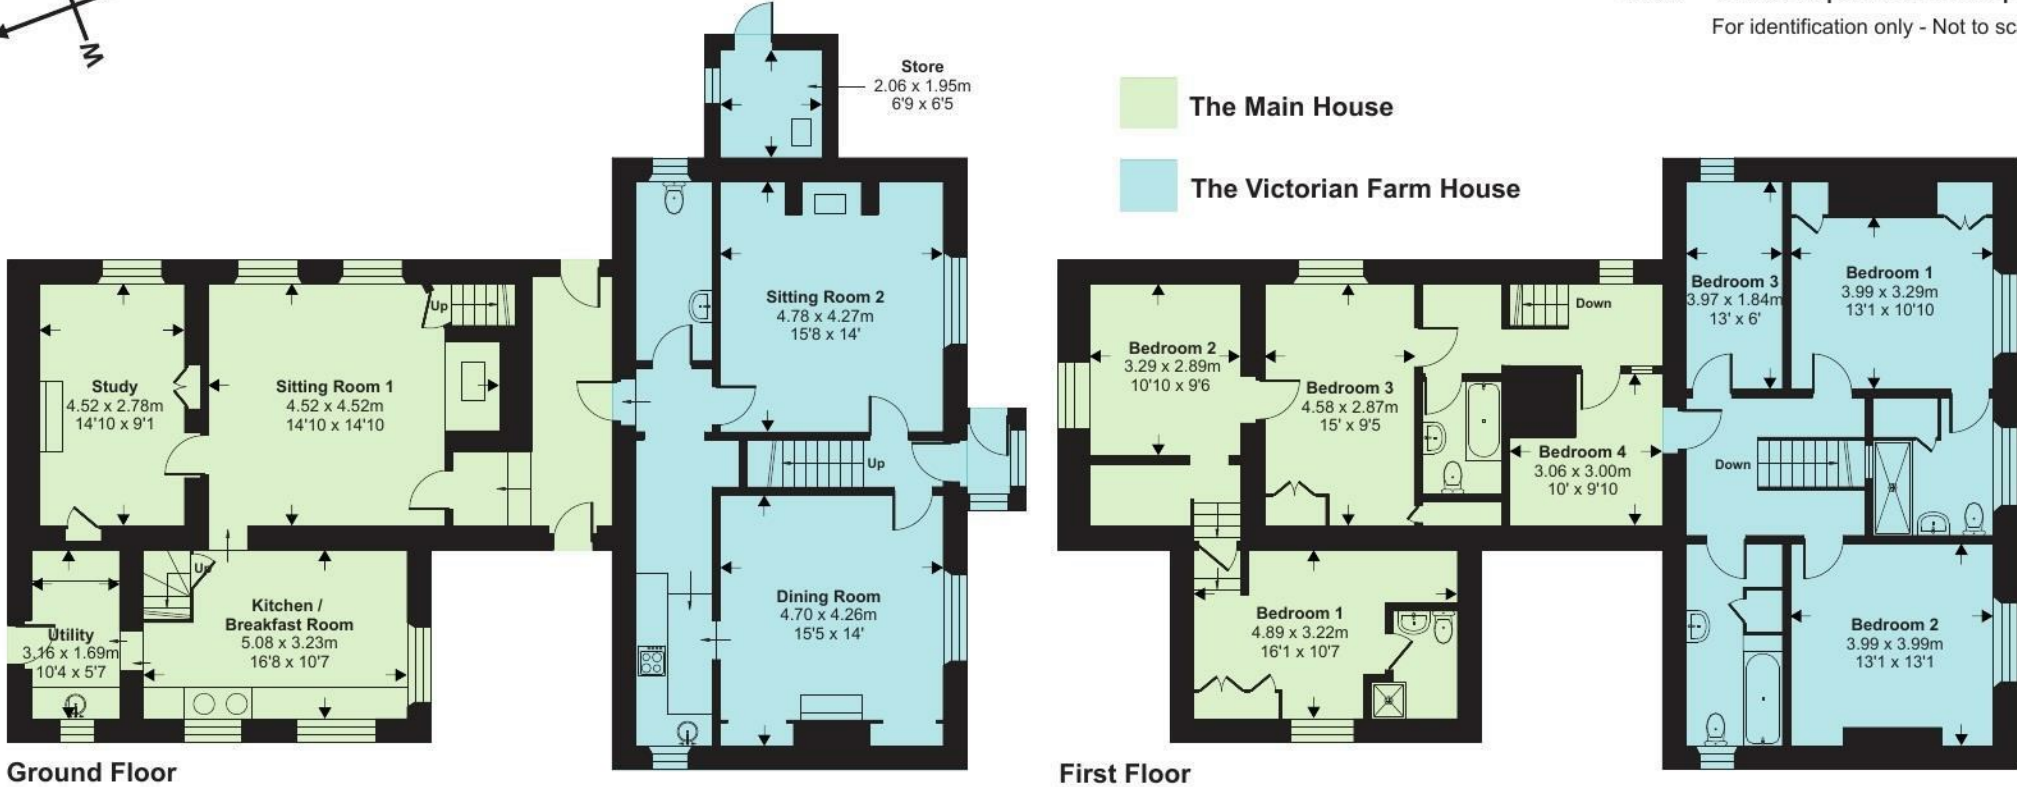 W
For identification only - Not to sc
Store
2.06 x 1.95m
6'9 x 6'5
The Main House
The Victorian Farm House
Sitting Room 2
4.78 x 4.27m
15'8 x 14'
Up
Study
4.52 x 2.78m
14'10 x 9'1
Sitting Room 1
4.52 x 4.52m
14'10 x 14'10
Up
Up
Kitchen /
Breakfast Room
5.08 x 3.23m
16'8 x 10'7
Utility
3.16 x 1.69m
10'4 x 5'7
Dining Room
4.70 x 4.26m
15'5 x 14'
Ground Floor
Bedroom 3
3.97 x 1.84m
13' x 6'
Bedroom 1
3.99 x 3.29m
13'1 x 10'10
Down
Bedroom 2
3.29 x 2.89m
10'10 x 9'6
Bedroom 3
4.58 x 2.87m
15' x 9'5
Bedroom 4
3.06 x 3.00m
10' x 9'10
Down
Bedroom 1
4.89 x 3.22m
16'1 x 10'7
Bedroom 2
3.99 x 3.99m
13'1 x 13'1
First Floor